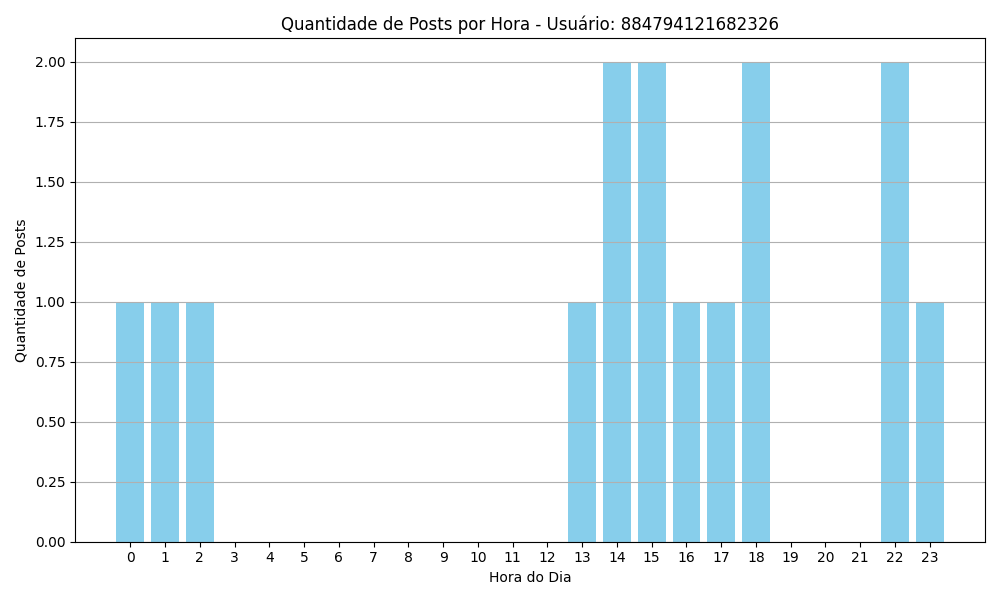 Quantidade de Posts por Hora - Usuário: 884794121682326
Quantidade de Posts
2.00
1.75
1.50
1.25
1.00
0.75
0.50
0.25
0.00
0 1 2 3 4 5 6 7 8 9 10 11 12 13 14 15 16 17 18 19 20 21 22 23
Hora do Dia